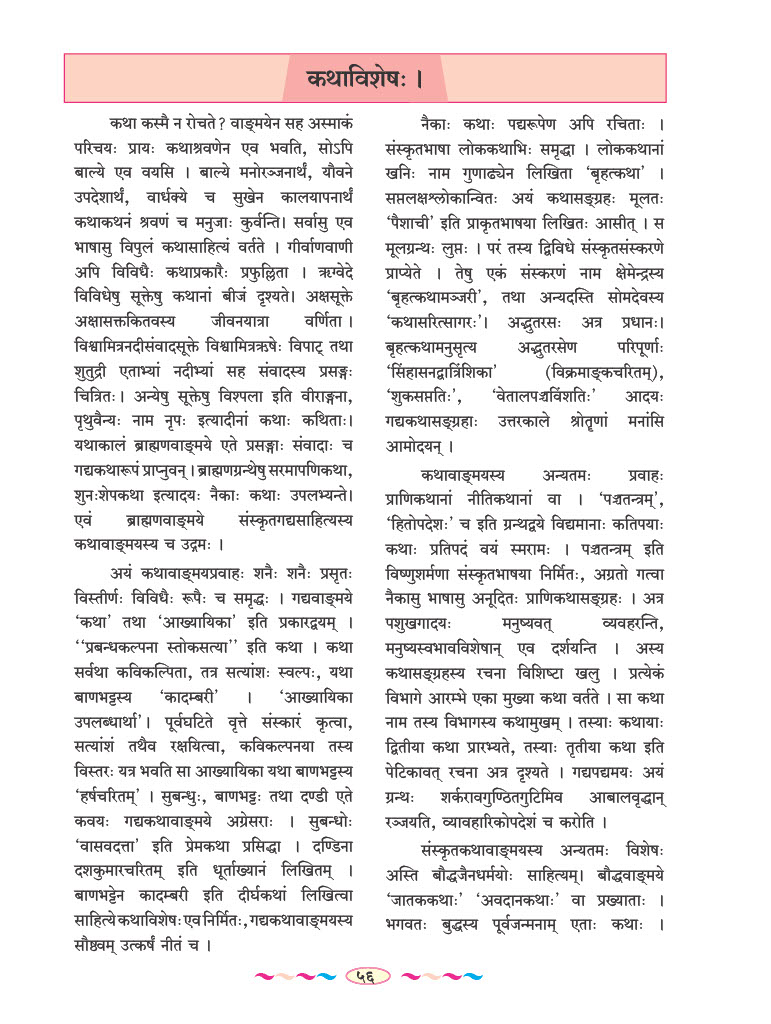 कथाविशेषः ।
कथा कस्मै न रोचते ? वाङ्मयेन सह अस्माकं
परिचयः प्रायः कथाश्रवणेन एव भवति, सोऽपि
बाल्ये एव वयसि । बाल्ये मनोरञ्जनार्थं, यौवने
उपदेशार्थं, वार्धक्ये च सुखेन कालयापनार्थं
कथाकथनं श्रवणं च मनुजाः कुर्वन्ति। सर्वासु एव
भाषासु विपुलं कथासाहित्यं वर्तते । गीर्वाणवाणी
अपि विविधैः कथाप्रकारैः प्रफुल्लिता । ऋग्वेदे
विविधेषु सूक्तेषु कथानां बीजं दृश्यते। अक्षसूक्ते
अक्षासक्तकितवस्य जीवनयात्रा वर्णिता ।
विश्वामित्रनदीसंवादसूक्ते विश्वामित्रऋषेः विपाट् तथा
शुतुद्री एताभ्यां नदीभ्यां सह संवादस्य प्रसङ्गः
चित्रितः। अन्येषु सूक्तेषु विश्पला इति वीराङ्गना,
पृथुवैन्यः नाम नृपः इत्यादीनां कथाः कथिताः।
यथाकालं ब्राह्मणवाङ्मये एते प्रसङ्गाः संवादाः च
गद्यकथारूपं प्राप्नुवन् । ब्राह्मणग्रन्थेषु सरमापणिकथा,
शुनःशेपकथा इत्यादयः नैकाः कथाः उपलभ्यन्ते।
एवं ब्राह्मणवाङ्मये संस्कृतगद्यसाहित्यस्य
कथावाङ्मयस्य च उद्गमः ।
अयं कथावाङ्मयप्रवाहः शनैः शनैः प्रसृतः
विस्तीर्णः विविधैः रूपैः च समृद्धः । गद्यवाङ्मये
‘कथा’ तथा ‘आख्यायिका’ इति प्रकारद्वयम् ।
‘‘प्रबन्धकल्पना स्तोकसत्या’’ इति कथा । कथा
सर्वथा कविकल्पिता, तत्र सत्यांशः स्वल्पः, यथा
बाणभट्टस्य ‘कादम्बरी’ । ‘आख्यायिका
उपलब्धार्था’। पूर्वघटिते वृत्ते संस्कारं कृत्वा,
सत्यांशं तथैव रक्षयित्वा, कविकल्पनया तस्य
विस्तरः यत्र भवति सा आख्यायिका यथा बाणभट्टस्य
‘हर्षचरितम्’ । सुबन्धुः, बाणभट्टः तथा दण्डी एते
कवयः गद्यकथावाङ्मये अग्रेसराः । सुबन्धोः
‘वासवदत्ता’ इति प्रेमकथा प्रसिद्धा । दण्डिना
दशकुमारचरितम् इति धूर्ताख्यानं लिखितम् ।
बाणभट्टेन कादम्बरी इति दीर्घकथां लिखित्वा
साहित्ये कथाविशेषः एव निर्मितः, गद्यकथावाङ्मयस्य
सौष्ठवम् उत्कर्षं नीतं च ।
नैकाः कथाः पद्यरूपेण अपि रचिताः ।
संस्कृतभाषा लोककथाभिः समृद्धा । लोककथानां
खनिः नाम गुणाढ्येन लिखिता ‘बृहत्कथा’ ।
सप्तलक्षश्लोकान्वितः अयं कथासङ्ग्रहः मूलतः
‘पैशाची’ इति प्राकृतभाषया लिखितः आसीत् । स
मूलग्रन्थः लुप्तः । परं तस्य द्विविधे संस्कृतसंस्करणे
प्राप्येते । तेषु एकं संस्करणं नाम क्षेमेन्द्रस्य
‘बृहत्कथामञ्जरी’, तथा अन्यदस्ति सोमदेवस्य
‘कथासरित्सागरः’। अद्भुतरसः अत्र प्रधानः।
बृहत्कथामनुसृत्य अद्भुतरसेण परिपूर्णाः
‘सिंहासनद्वात्रिंशिका’ (विक्रमाङ्कचरितम्),
‘शुकसप्ततिः’, ‘वेतालपञ्चविंशतिः’ आदयः
गद्यकथासङ्ग्रहाः उत्तरकाले श्रोतॄणां मनांसि
आमोदयन् ।
कथावाङ्मयस्य अन्यतमः प्रवाहः
प्राणिकथानां नीतिकथानां वा । ‘पञ्चतन्त्रम्’,
‘हितोपदेशः’ च इति ग्रन्थद्वये विद्यमानाः कतिपयाः
कथाः प्रतिपदं वयं स्मरामः । पञ्चतन्त्रम् इति
विष्णुशर्मणा संस्कृतभाषया निर्मितः, अग्रतो गत्वा
नैकासु भाषासु अनूदितः प्राणिकथासङ्ग्रहः । अत्र
पशुखगादयः मनुष्यवत् व्यवहरन्ति,
मनुष्यस्वभावविशेषान् एव दर्शयन्ति । अस्य
कथासङ्ग्रहस्य रचना विशिष्टा खलु । प्रत्येकं
विभागे आरम्भे एका मुख्या कथा वर्तते । सा कथा
नाम तस्य विभागस्य कथामुखम् । तस्याः कथायाः
द्वितीया कथा प्रारभ्यते, तस्याः तृतीया कथा इति
पेटिकावत् रचना अत्र दृश्यते । गद्यपद्यमयः अयं
ग्रन्थः शर्करावगुण्ठितगुटिमिव आबालवृद्धान्
रञ्जयति, व्यावहारिकोपदेशं च करोति ।
संस्कृतकथावाङ्मयस्य अन्यतमः विशेषः
अस्ति बौद्धजैनधर्मयोः साहित्यम्। बौद्धवाङ्मये
‘जातककथाः’ ‘अवदानकथाः’ वा प्रख्याताः ।
भगवतः बुद्धस्य पूर्वजन्मनाम् एताः कथाः ।
५६